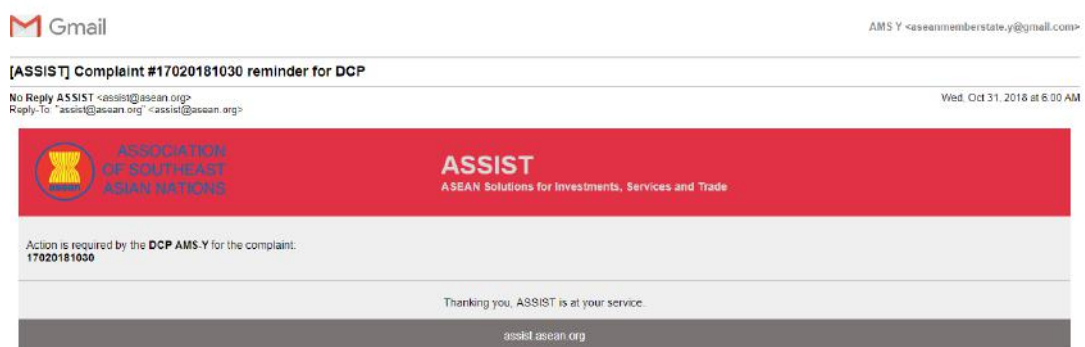 Gmail
AMS Y <aseanmemberstate.y@gmail.com>
[ASSIST] Complaint #17020181030 reminder for DCP
No Reply ASSIST <assist@asean.org>
Wed, Oct 31, 2018 at 6:00 AM
Reply-To: "assist@asean.org" <assist@asean.org>
ASSOCIATION
OF SOUTHEAST
ASIAN NATIONS
asean
ASSIST
ASEAN Solutions for Investments, Services and Trade
Action is required by the DCP AMS-Y for the complaint:
17020181030
Thanking you, ASSIST is at your service.
assist.asean.org